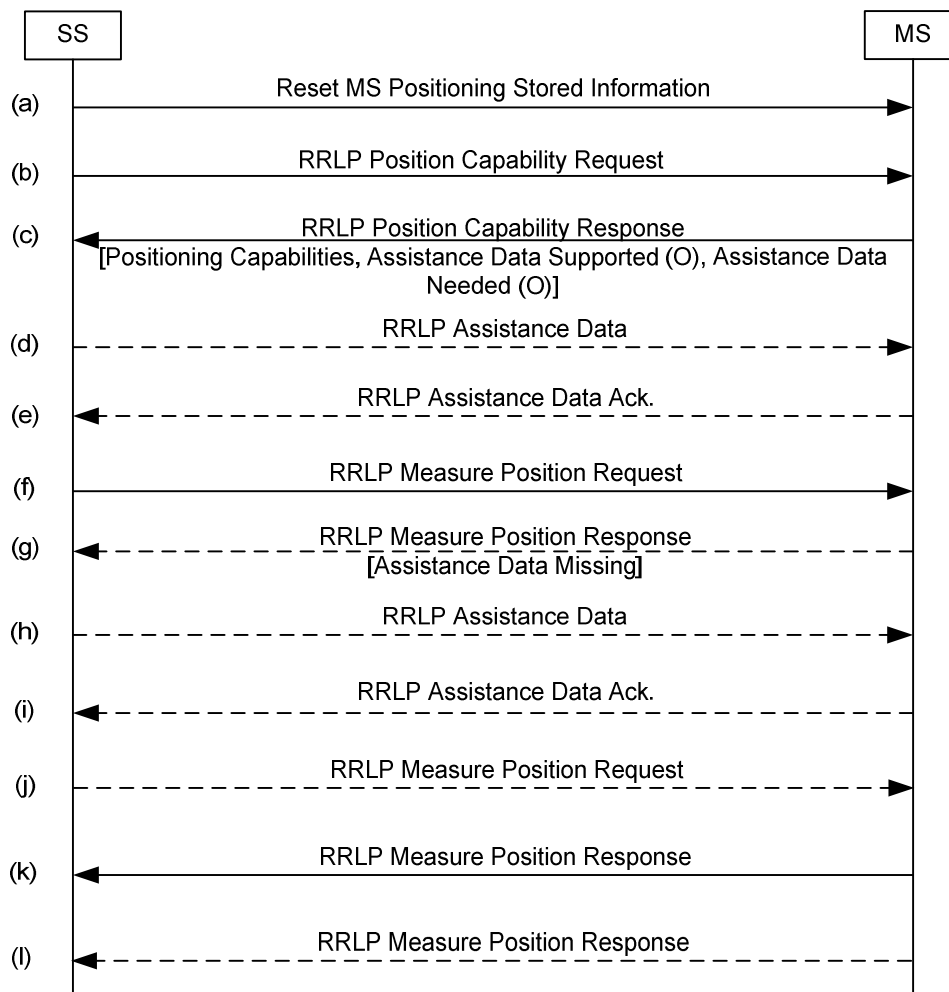 SS
MS
(a)
Reset MS Positioning Stored Information
(b)
RRLP Position Capability Request
(c)
RRLP Position Capability Response
[Positioning Capabilities, Assistance Data Supported (O), Assistance Data
Needed (O)]
(d)
RRLP Assistance Data
(e)
RRLP Assistance Data Ack.
(f)
RRLP Measure Position Request
(g)
RRLP Measure Position Response
[Assistance Data Missing]
(h)
RRLP Assistance Data
(i)
RRLP Assistance Data Ack.
(j)
RRLP Measure Position Request
(k)
RRLP Measure Position Response
(l)
RRLP Measure Position Response